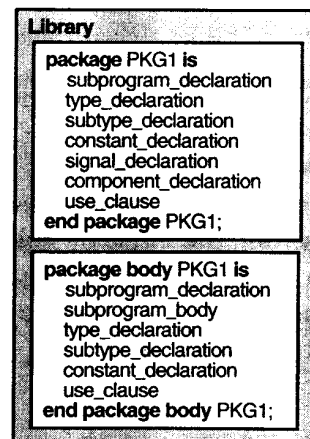 Library
package PKG1 is
subprogram_declaration
type_declaration
subtype_declaration
constant_declaration
signal_declaration
component_declaration
use_clause
end package PKG1;
package body PKG1 is
subprogram_declaration
subprogram_body
type_declaration
subtype_declaration
constant_declaration
use_clause
end package body PKG1;